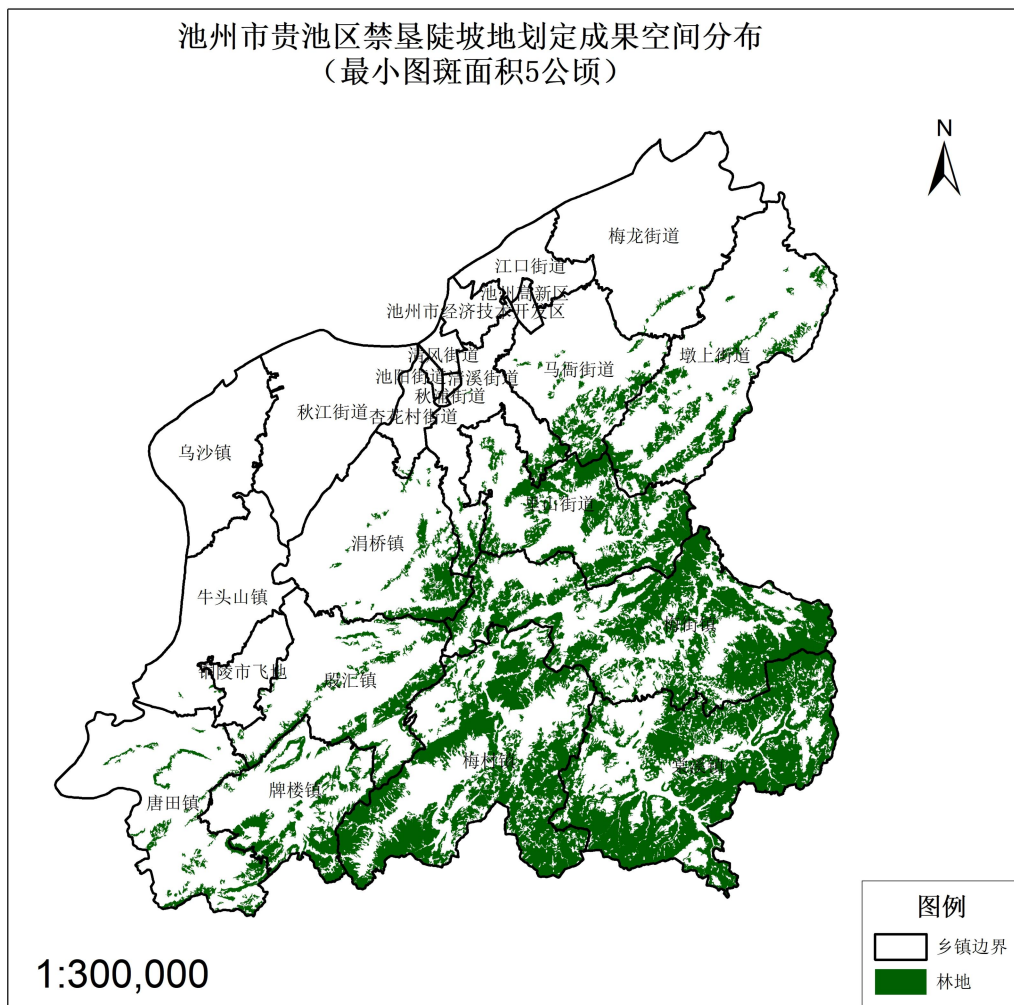 池州市贵池区禁垦陡坡地划定成果空间分布
（最小图斑面积5公顷）
N
梅龙街道
江口街道
池州高新区
池州市经济技术开发区
墩上街道
清风街道
马衙街道
池阳街道
清溪街道
秋浦街道
秋江街道
杏花村街道
乌沙镇
里山街道
涓桥镇
牛头山镇
铜陵市飞地
殷汇镇
梅村镇
牌楼镇
唐田镇
图例
乡镇边界
林地
1:300,000